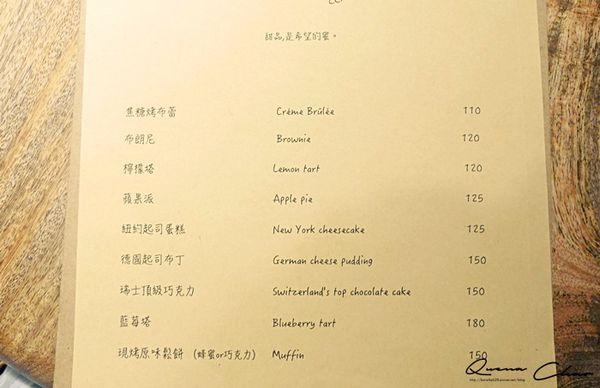 甜品,是希望的蜜。
焦糖烤布蕾 Créme Brûlée 110
布朗尼 Brownie 120
檸檬塔 Lemon tart 120
蘋果派 Apple pie 125
紐約起司蛋糕 New York cheesecake 125
德國起司布丁 German cheese pudding 150
瑞士頂級巧克力 Switzerland's top chocolate cake 150
藍莓塔 Blueberry tart 180
現烤原味鬆餅 (蜂蜜or巧克力) Muffin 150
Quena Chao